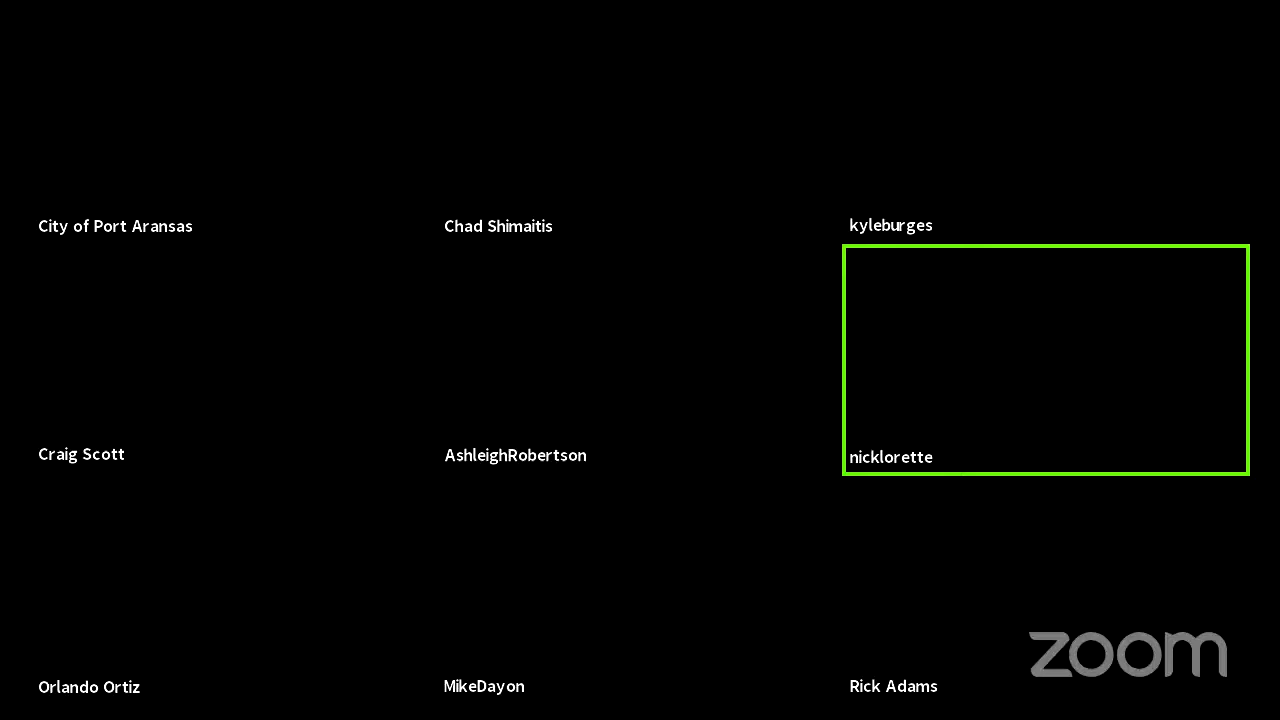 City of Port Aransas
Chad Shimaitis
kyleburges
Craig Scott
AshleighRobertson
nicklorette
Orlando Ortiz
MikeDayon
Rick Adams
zoom